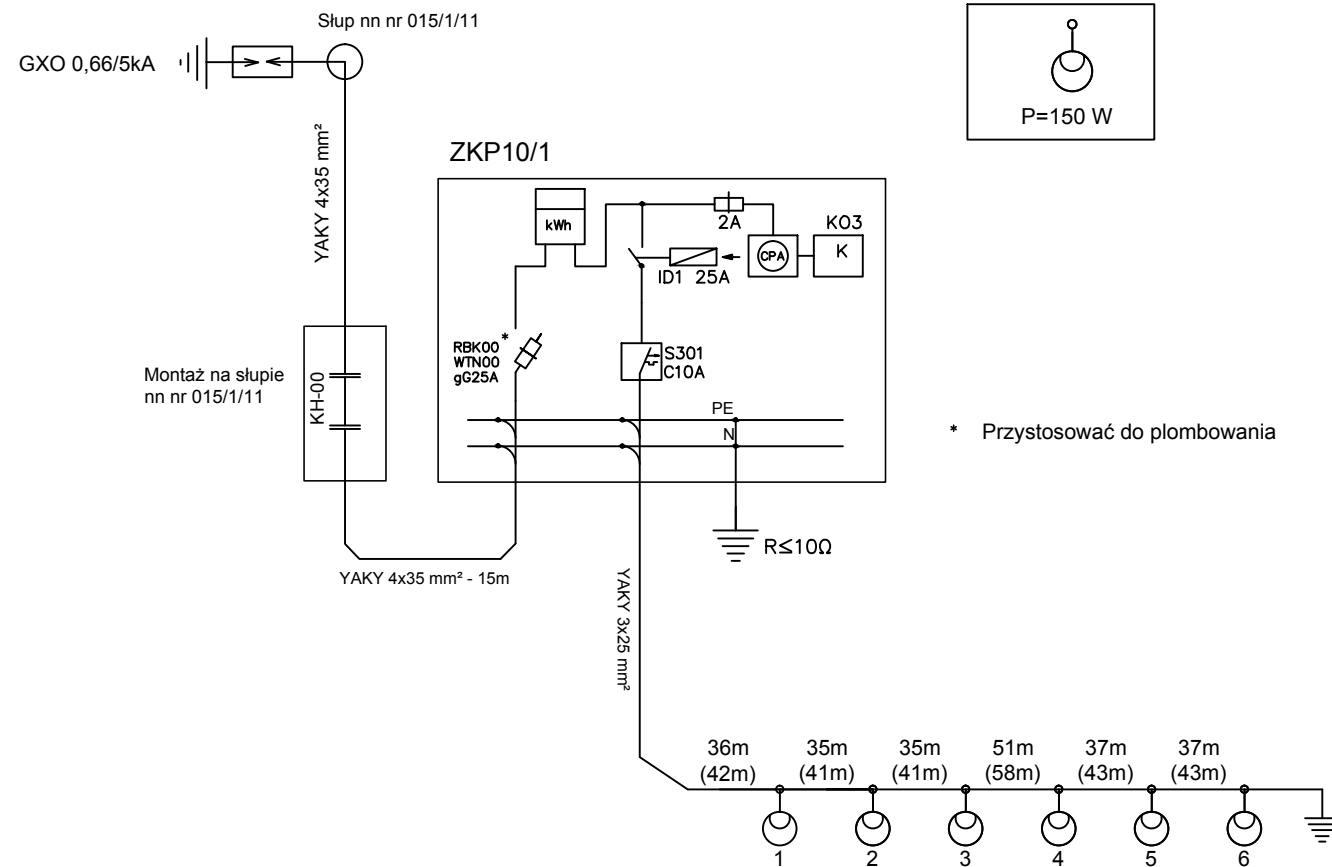 Słup nn nr 015/1/11
GXO 0,66/5kA
P=150 W
YAKY 4x35 mm²
ZKP10/1
kWh
2A
KO3
CPA
K
ID1 25A
RBK00 *
WTN00
gG25A
S301
C10A
Montaż na słupie
nn nr 015/1/11
KH-00
PE
N
* Przystosować do plombowania
R≤10Ω
YAKY 4x35 mm² - 15m
YAKY 3x25 mm²
36m 35m 35m 51m 37m 37m
(42m) (41m) (41m) (58m) (43m) (43m)
1 2 3 4 5 6